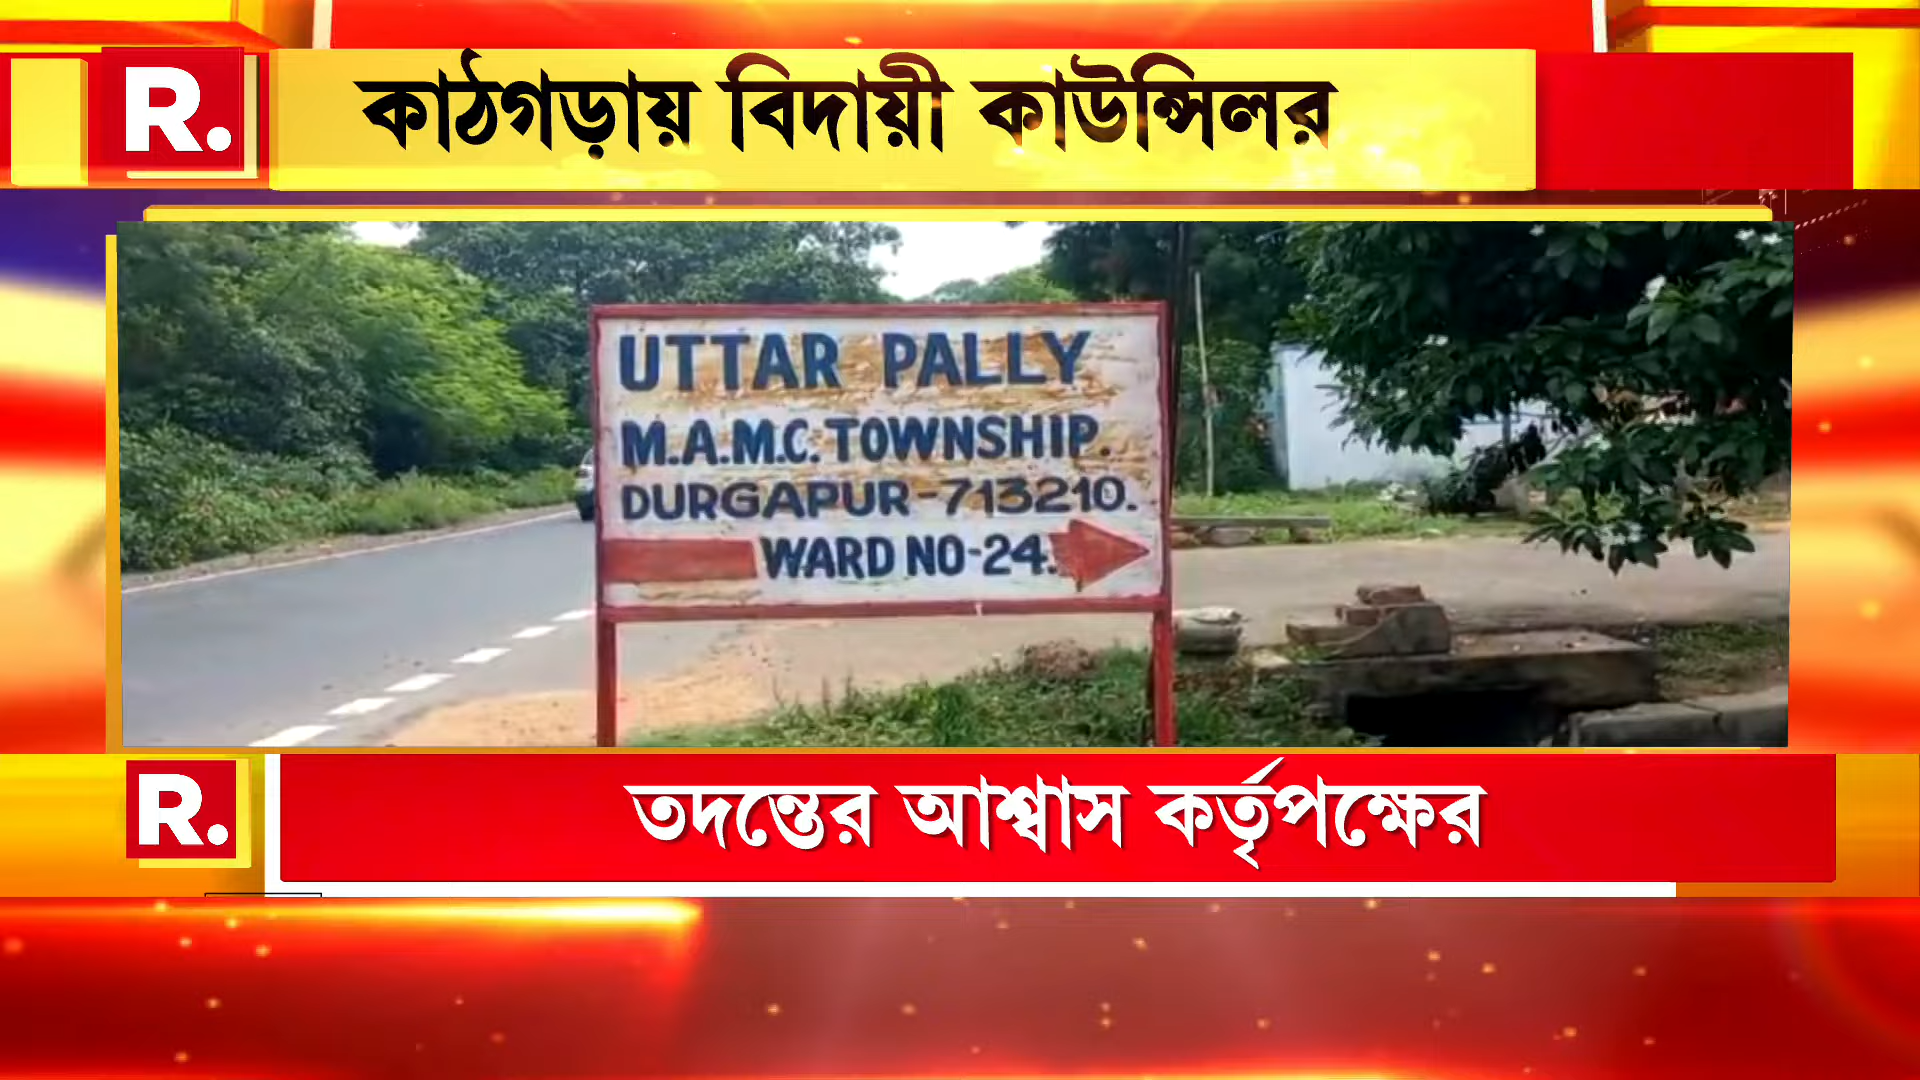 R. কাঠগড়ায় বিদায়ী কাউন্সিলর
UTTAR PALLY
M.A.M.C. TOWNSHIP.
DURGAPUR-713210.
WARD NO-24.
R. তদন্তের আশ্বাস কর্তৃপক্ষের